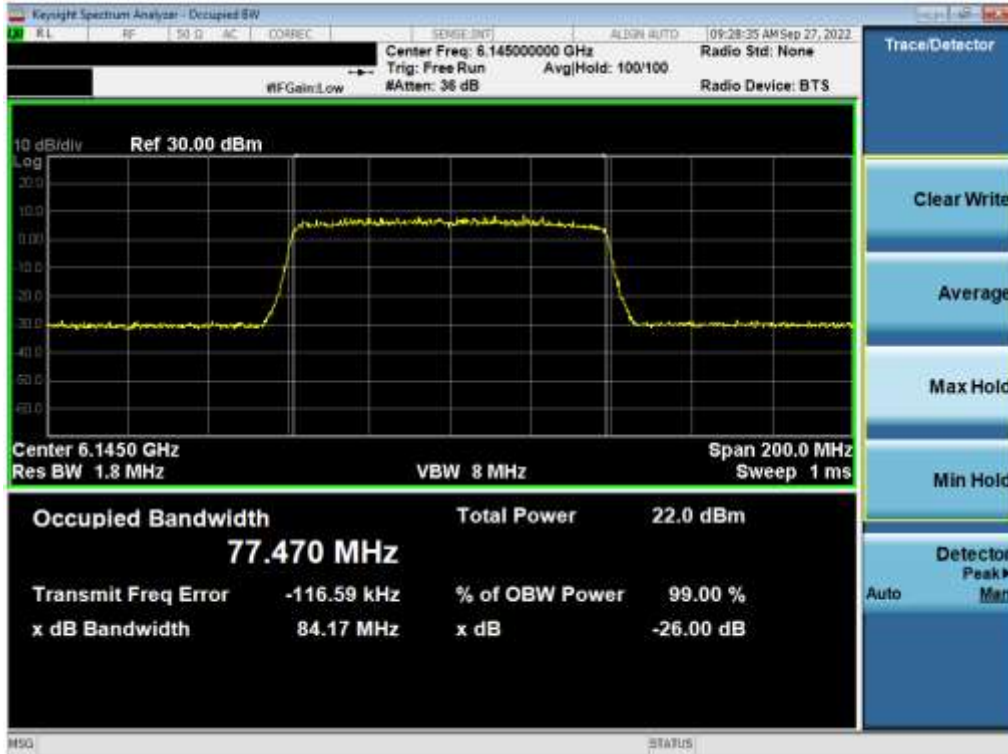 Keysight Spectrum Analyzer - Occupied BW
RL RF 50 Ω AC CORREC SENSE:INT ALIGN AUTO 09:28:35 AM Sep 27, 2022
Center Freq: 6.145000000 GHz Radio Std: None
Trig: Free Run Avg|Hold: 100/100
#IFGain:Low #Atten: 36 dB Radio Device: BTS
Trace/Detector
10 dB/div Ref 30.00 dBm
Log
20.0
10.0
0.00
-10.0
-20.0
-30.0
-40.0
-50.0
-60.0
Center 6.1450 GHz Span 200.0 MHz
Res BW 1.8 MHz VBW 8 MHz Sweep 1 ms
Occupied Bandwidth Total Power 22.0 dBm
77.470 MHz
Transmit Freq Error -116.59 kHz % of OBW Power 99.00 %
x dB Bandwidth 84.17 MHz x dB -26.00 dB
Clear Write
Average
Max Hold
Min Hold
Detector
Peak
Auto Man
MSG STATUS